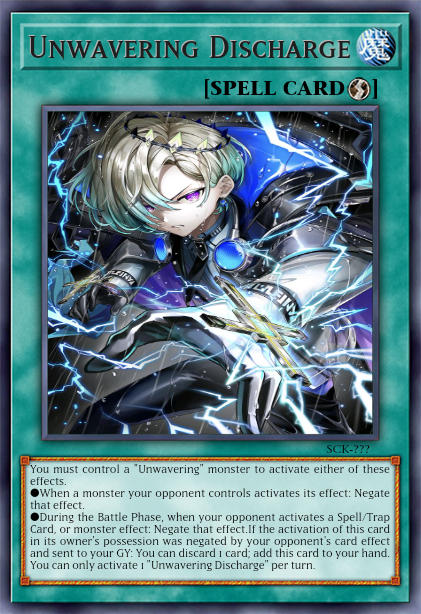 UNWAVERING DISCHARGE
魔
[SPELL CARD]
SCK-???
You must control a "Unwavering" monster to activate either of these
effects.
●When a monster your opponent controls activates its effect: Negate
that effect.
●During the Battle Phase, when your opponent activates a Spell/Trap
Card, or monster effect: Negate that effect.If the activation of this card
in its owner's possession was negated by your opponent's card effect
and sent to your GY: You can discard 1 card; add this card to your hand.
You can only activate 1 "Unwavering Discharge" per turn.